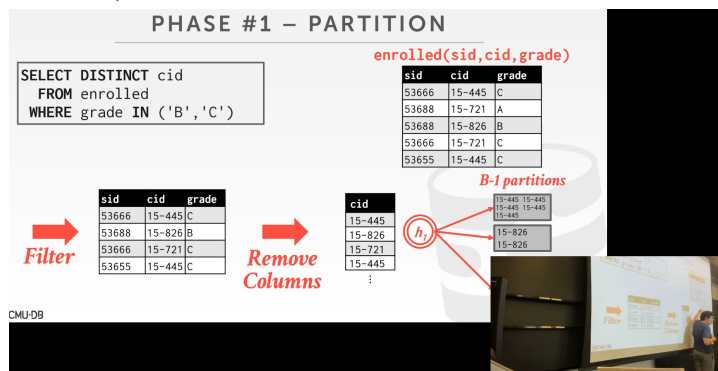 PHASE #1 – PARTITION
SELECT DISTINCT cid
FROM enrolled
WHERE grade IN ('B','C')
enrolled(sid,cid,grade)
sid cid grade
53666 15-445 C
53688 15-721 A
53688 15-826 B
53666 15-721 C
53655 15-445 C
Filter
sid cid grade
53666 15-445 C
53688 15-826 B
53666 15-721 C
53655 15-445 C
Remove
Columns
cid
15-445
15-826
15-721
15-445
⋮
h₁
B-1 partitions
15-445 15-445
15-445 15-445
15-445
15-826
15-826
CMU-DB
Filter
Remove
Columns